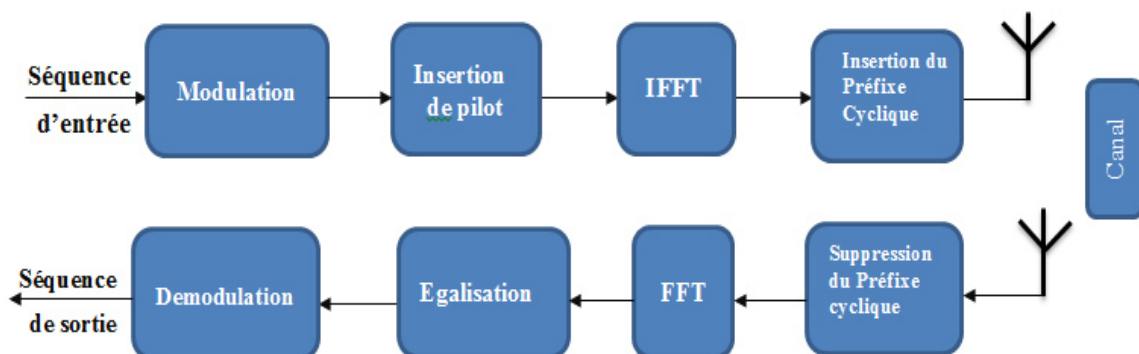 Séquence
d'entrée
Modulation
Insertion
de pilot
IFFT
Insertion du
Préfixe
Cyclique
Canal
Suppression
du Préfixe
cyclique
FFT
Egalisation
Demodulation
Séquence
de sortie